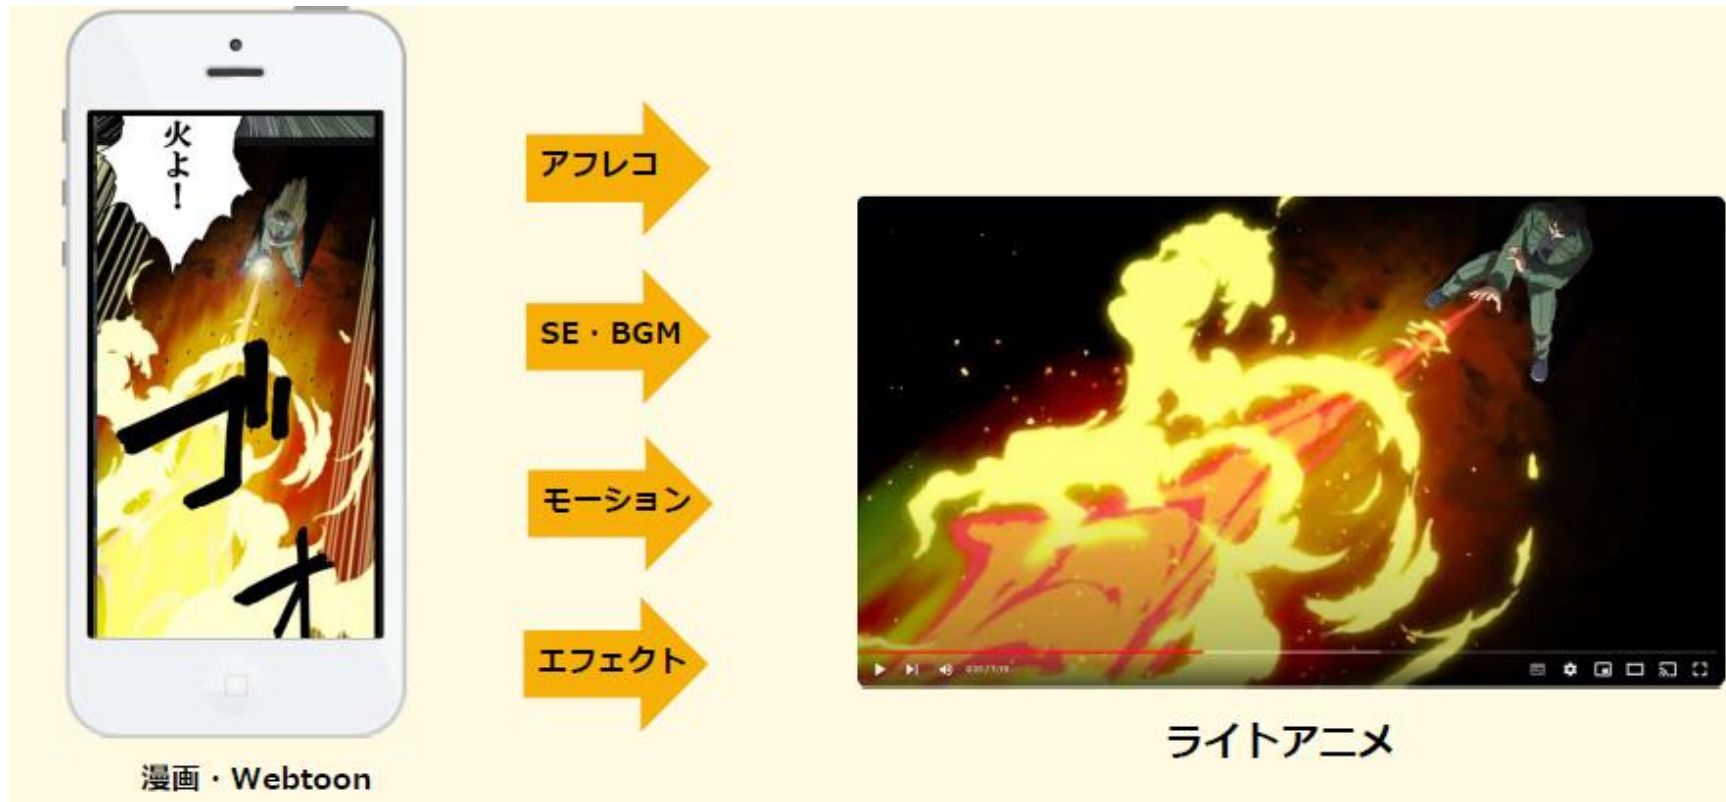 火よ！
ゴ
オ
漫画・Webtoon
アフレコ
SE・BGM
モーション
エフェクト
ライトアニメ